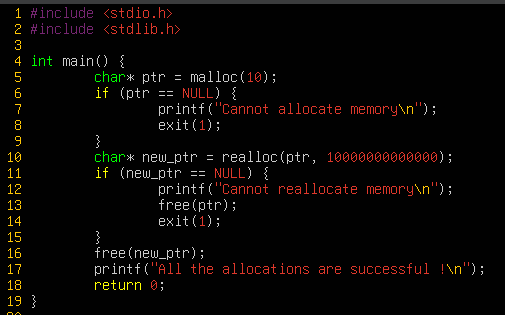 1 #include <stdio.h>
2 #include <stdlib.h>
3
4 int main() {
5         char* ptr = malloc(10);
6         if (ptr == NULL) {
7                 printf("Cannot allocate memory\n");
8                 exit(1);
9         }
10         char* new_ptr = realloc(ptr, 10000000000000);
11         if (new_ptr == NULL) {
12                 printf("Cannot reallocate memory\n");
13                 free(ptr);
14                 exit(1);
15         }
16         free(new_ptr);
17         printf("All the allocations are successful !\n");
18         return 0;
19 }